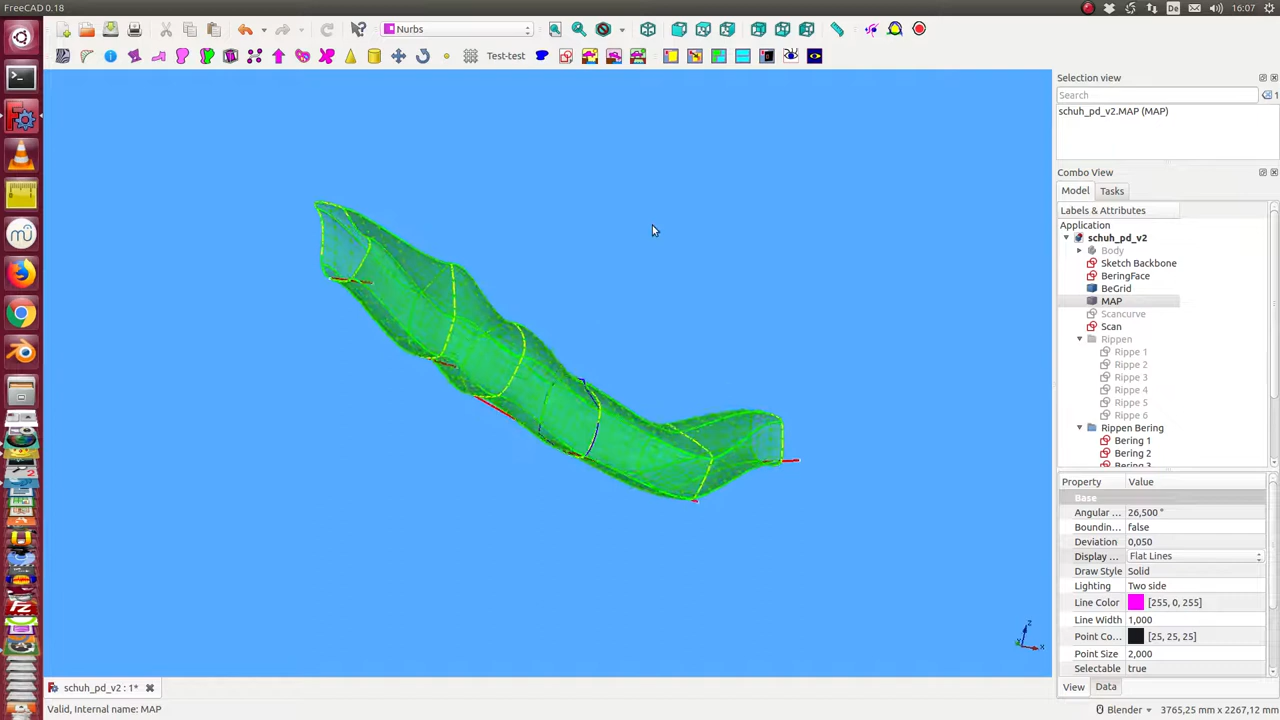 FreeCAD 0.18
De
16:07
Nurbs
Test-test
Selection view
Search
1
schuh_pd_v2.MAP (MAP)
Combo View
Model
Tasks
Labels & Attributes
Application
schuh_pd_v2
Body
Sketch Backbone
BeringFace
BeGrid
MAP
Scancurve
Scan
Rippen
Rippe 1
Rippe 2
Rippe 3
Rippe 4
Rippe 5
Rippe 6
Rippen Bering
Bering 1
Bering 2
Bering 3
Property
Value
Base
Angular ...
26,500 °
Boundin...
false
Deviation
0,050
Display ...
Flat Lines
Draw Style
Solid
Lighting
Two side
Line Color
[255, 0, 255]
Line Width
1,000
Point Co...
[25, 25, 25]
Point Size
2,000
Selectable
true
z
x
View
Data
schuh_pd_v2 : 1*
Valid, Internal name: MAP
Blender
3765,25 mm x 2267,12 mm